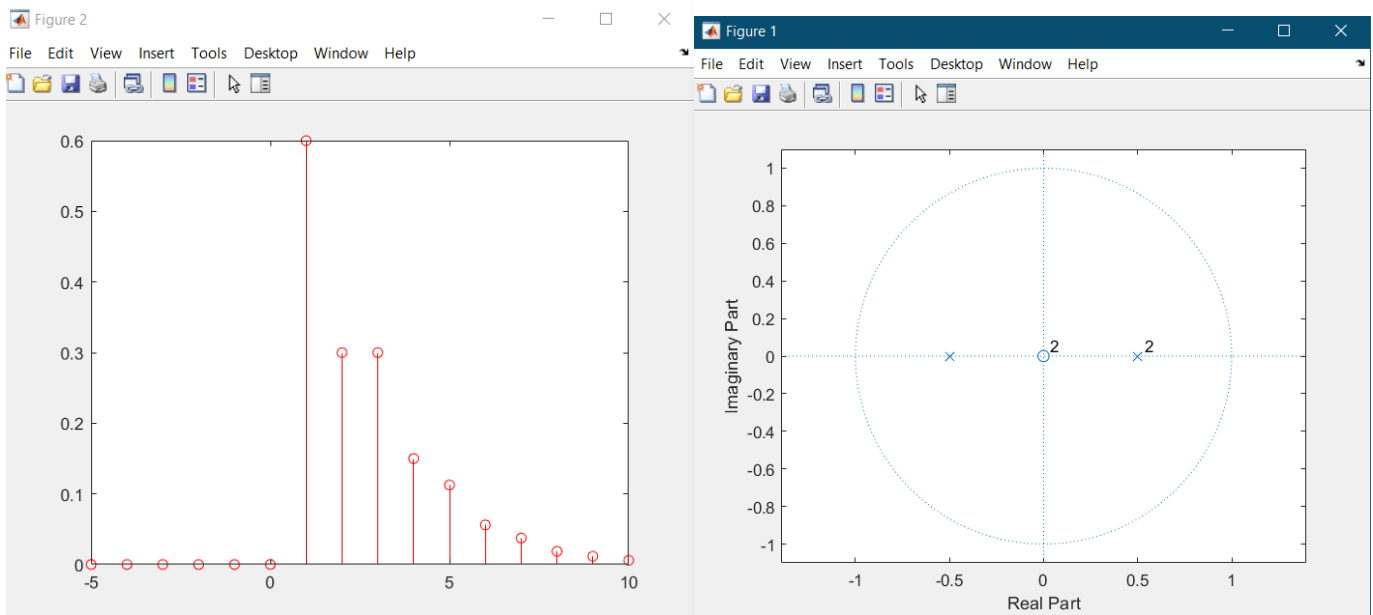 Figure 2
File Edit View Insert Tools Desktop Window Help
0.6
0.5
0.4
0.3
0.2
0.1
0
-5 0 5 10
Figure 1
File Edit View Insert Tools Desktop Window Help
1
0.8
0.6
0.4
0.2
0
-0.2
-0.4
-0.6
-0.8
-1
Imaginary Part
2 2
-1 -0.5 0 0.5 1
Real Part